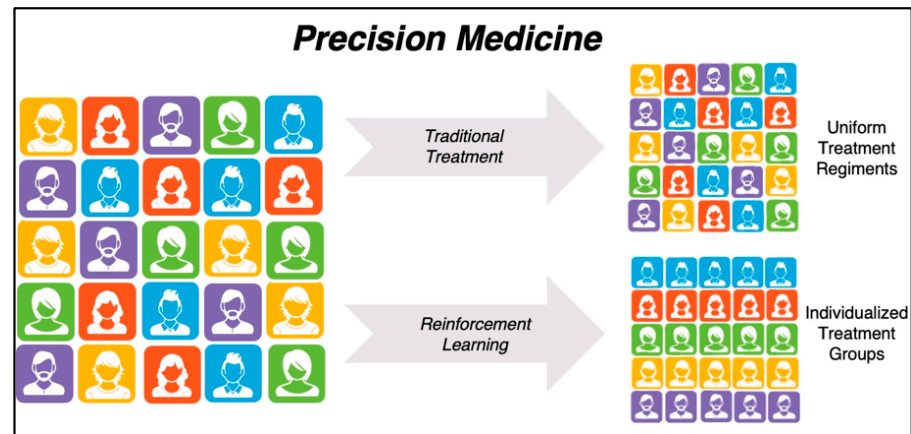 Precision Medicine
Traditional
Treatment
Uniform
Treatment
Regiments
Reinforcement
Learning
Individualized
Treatment
Groups